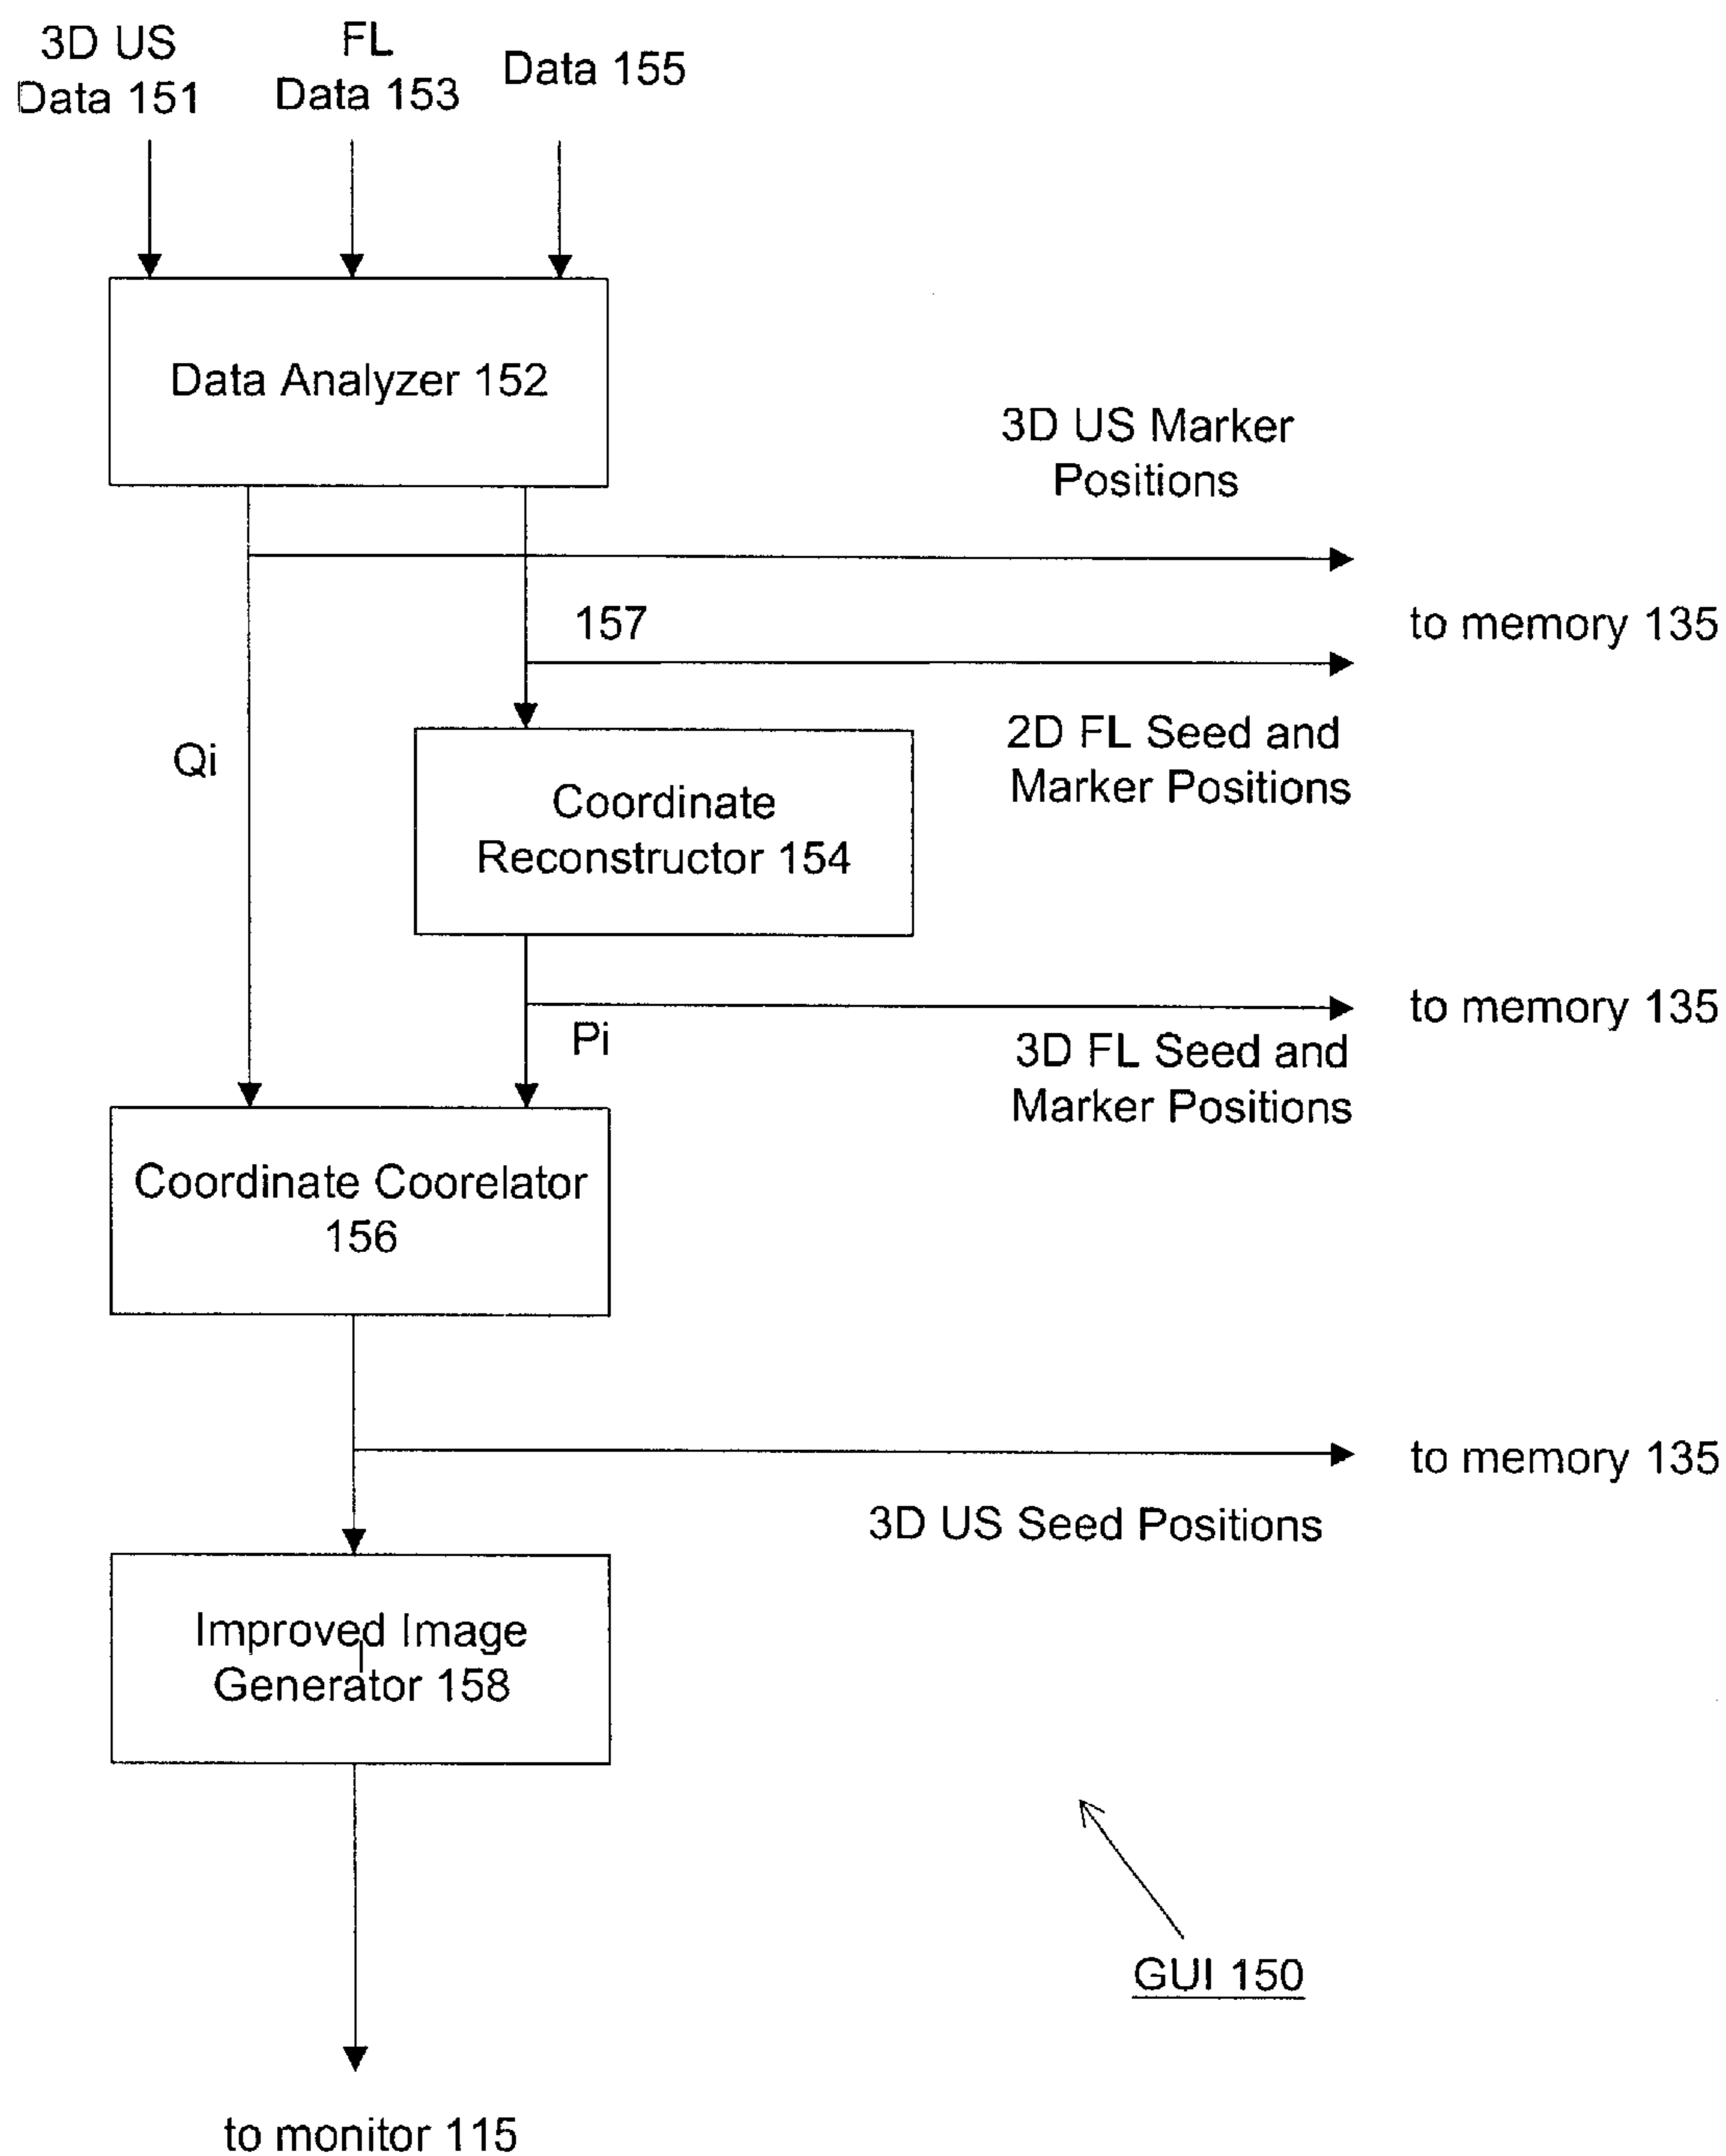 3D US
Data 151
FL
Data 153
Data 155
Data Analyzer 152
3D US Marker
Positions
157
to memory 135
Qi
2D FL Seed and
Marker Positions
Coordinate
Reconstructor 154
Pi
to memory 135
3D FL Seed and
Marker Positions
Coordinate Coorelator
156
to memory 135
3D US Seed Positions
Improved Image
Generator 158
GUI 150
to monitor 115